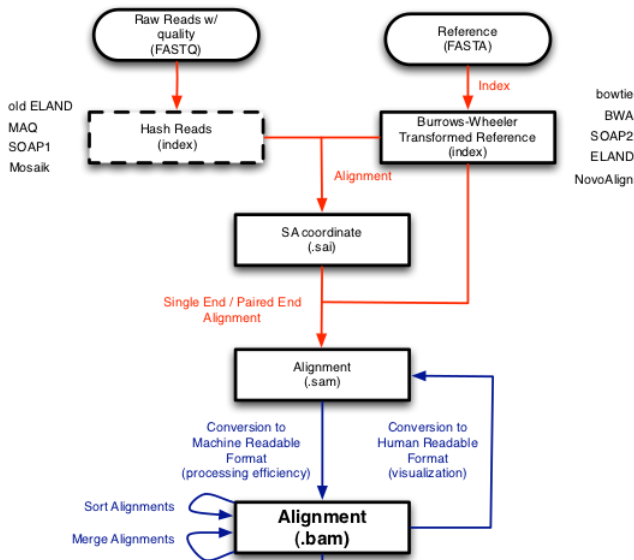 Raw Reads w/
quality
(FASTQ)
Reference
(FASTA)
Index
old ELAND
MAQ
SOAP1
Mosaik
Hash Reads
(index)
Burrows-Wheeler
Transformed Reference
(index)
bowtie
BWA
SOAP2
ELAND
NovoAlign
Alignment
SA coordinate
(.sai)
Single End / Paired End
Alignment
Alignment
(.sam)
Conversion to
Machine Readable
Format
(processing efficiency)
Conversion to
Human Readable
Format
(visualization)
Sort Alignments
Merge Alignments
Alignment
(.bam)